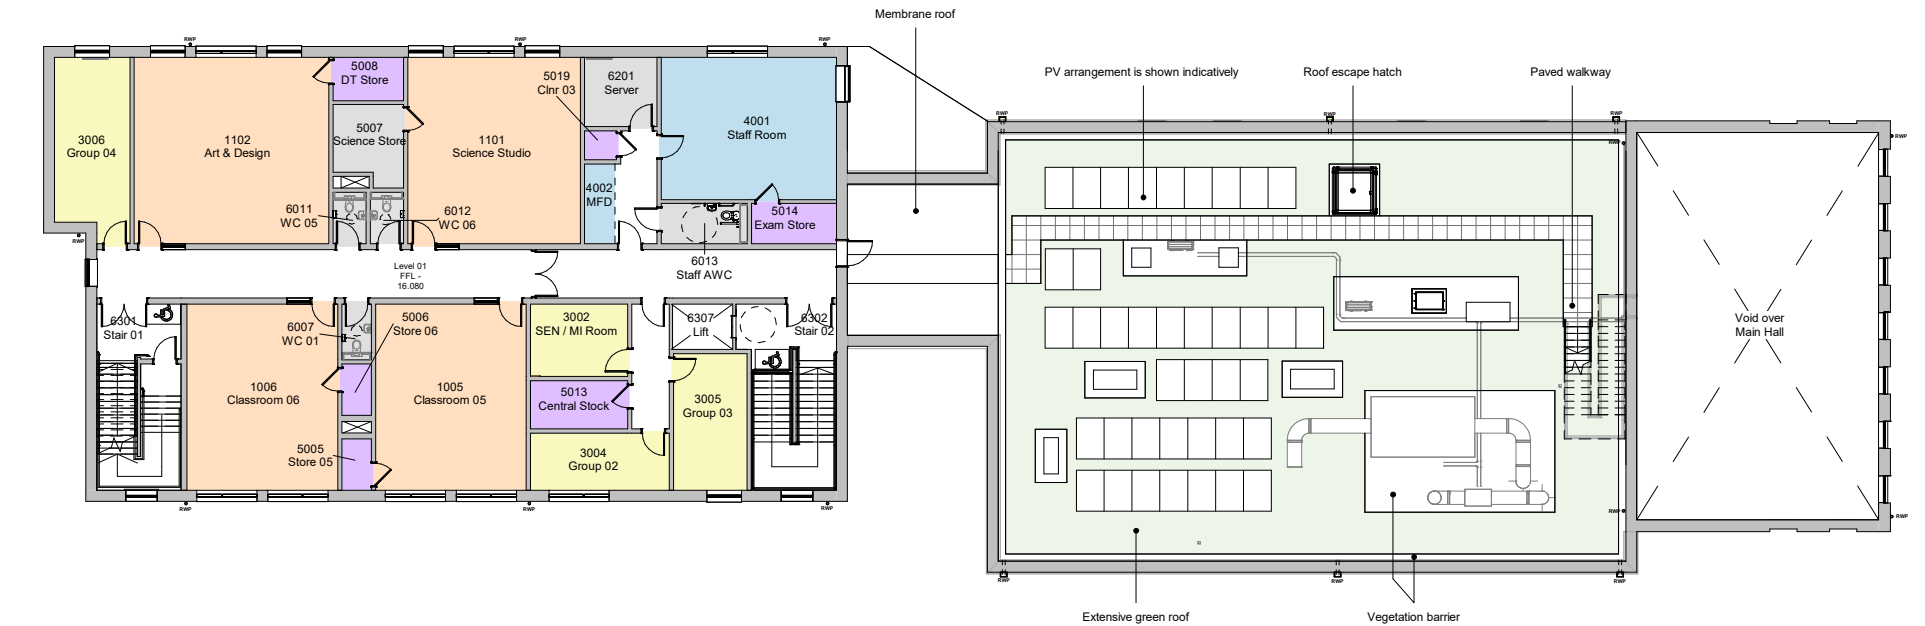 Membrane roof
PV arrangement is shown indicatively
Roof escape hatch
Paved walkway
RWP
RWP
RWP
5008
DT Store
5019
Clnr 03
6201
Server
3006
Group 04
1102
Art & Design
5007
Science Store
1101
Science Studio
4001
Staff Room
4002
MFD
6011
WC 05
6012
WC 06
5014
Exam Store
6013
Staff AWC
RWP
Level 01
FFL -
16.080
6301
Stair 01
6007
WC 01
5006
Store 06
3002
SEN / MI Room
6307
Lift
6302
Stair 02
1006
Classroom 06
1005
Classroom 05
5013
Central Stock
3005
Group 03
5005
Store 05
3004
Group 02
RWP
RWP
RWP
RWP
RWP
RWP
RWP
RWP
Void over
Main Hall
RWP
RWP
RWP
RWP
RWP
Extensive green roof
Vegetation barrier